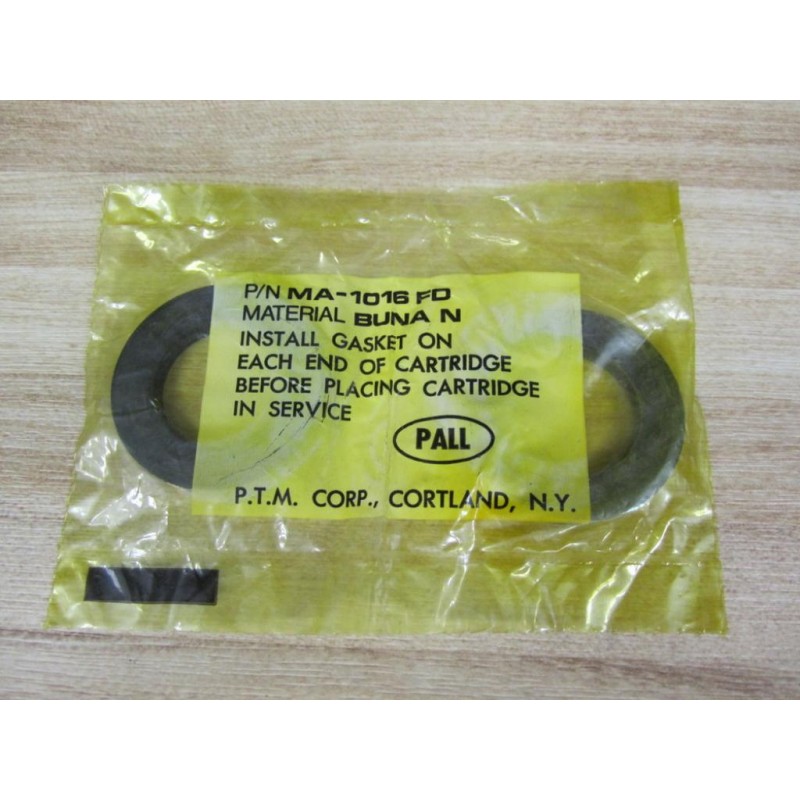 P/N MA-1016 FD
MATERIAL BUNA N
INSTALL GASKET ON
EACH END OF CARTRIDGE
BEFORE PLACING CARTRIDGE
IN SERVICE
PALL
P.T.M. CORP., CORTLAND, N.Y.